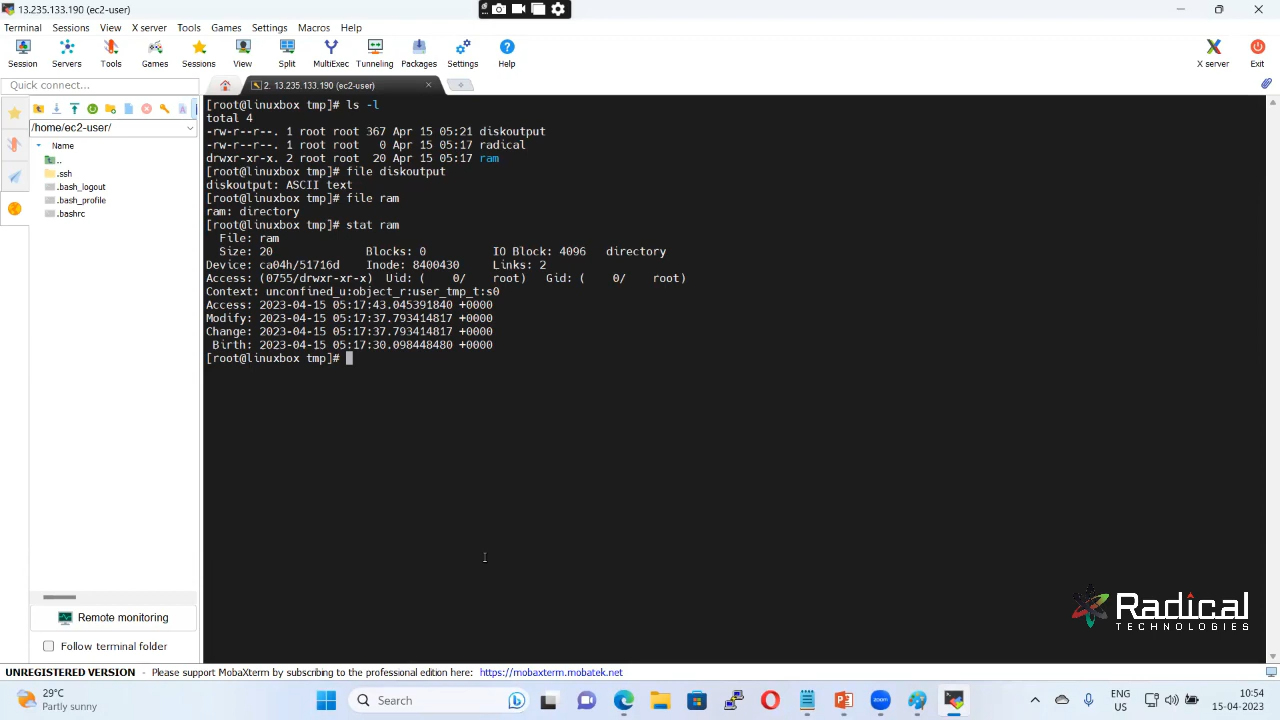 13.235.133.190 (ec2-user)
Terminal Sessions View X server Tools Games Settings Macros Help
Session Servers Tools Games Sessions View Split MultiExec Tunneling Packages Settings Help X server Exit
Quick connect...
2. 13.235.133.190 (ec2-user)
/home/ec2-user/
Name
..
.ssh
.bash_logout
.bash_profile
.bashrc
[root@linuxbox tmp]# ls -l
total 4
-rw-r--r--. 1 root root 367 Apr 15 05:21 diskoutput
-rw-r--r--. 1 root root   0 Apr 15 05:17 radical
drwxr-xr-x. 2 root root  20 Apr 15 05:17 ram
[root@linuxbox tmp]# file diskoutput
diskoutput: ASCII text
[root@linuxbox tmp]# file ram
ram: directory
[root@linuxbox tmp]# stat ram
  File: ram
  Size: 20              Blocks: 0          IO Block: 4096   directory
Device: ca04h/51716d    Inode: 8400430     Links: 2
Access: (0755/drwxr-xr-x)  Uid: (    0/    root)   Gid: (    0/    root)
Context: unconfined_u:object_r:user_tmp_t:s0
Access: 2023-04-15 05:17:43.045391840 +0000
Modify: 2023-04-15 05:17:37.793414817 +0000
Change: 2023-04-15 05:17:37.793414817 +0000
 Birth: 2023-04-15 05:17:30.098448480 +0000
[root@linuxbox tmp]#
Remote monitoring
Follow terminal folder
Radical
TECHNOLOGIES
UNREGISTERED VERSION - Please support MobaXterm by subscribing to the professional edition here: https://mobaxterm.mobatek.net
29°C
Partly sunny
Search
ENG
US
10:54
15-04-2023